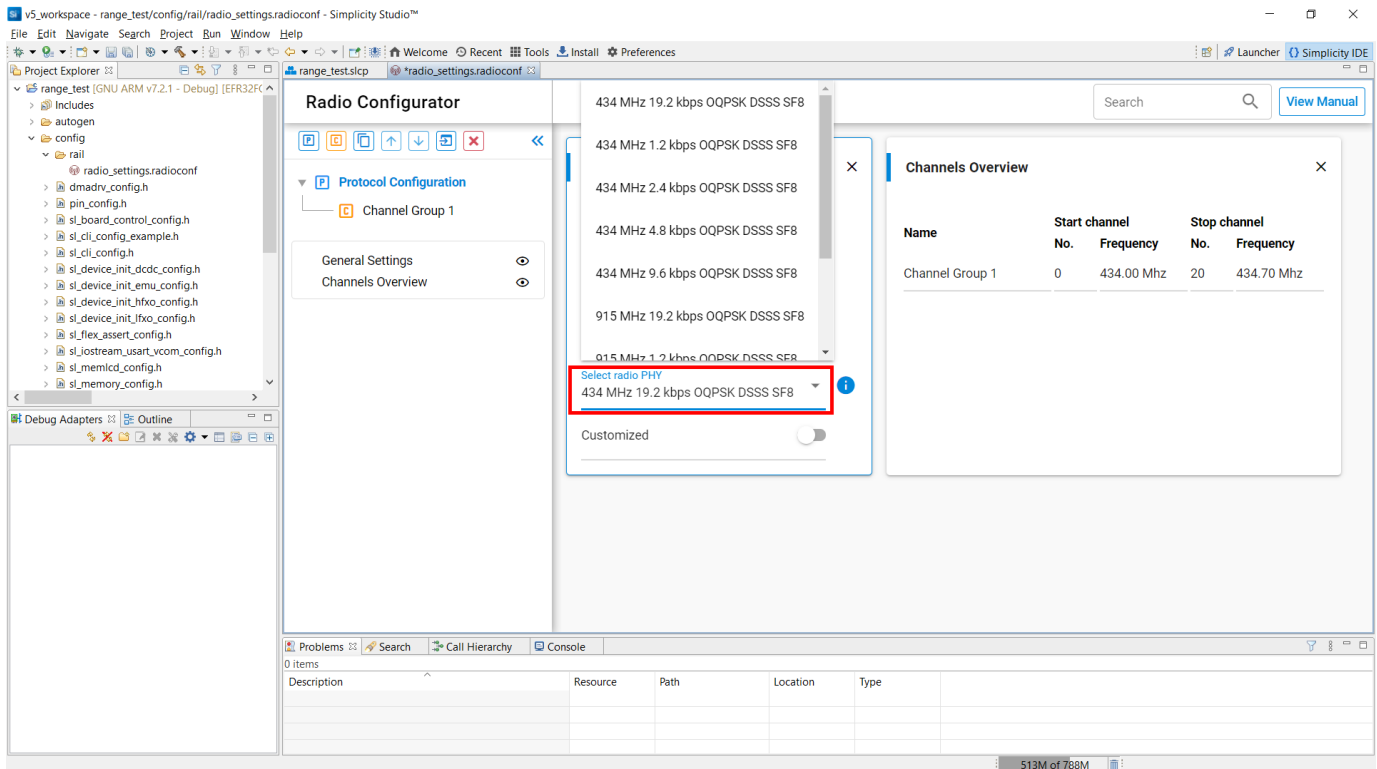 v5_workspace - range_test/config/rail/radio_settings.radioconf - Simplicity Studio™
File Edit Navigate Search Project Run Window Help
Welcome Recent Tools Install Preferences Launcher {} Simplicity IDE
Project Explorer
range_test.slcp *radio_settings.radioconf
range_test [GNU ARM v7.2.1 - Debug] [EFR32F
Includes
autogen
config
rail
radio_settings.radioconf
dmadrv_config.h
pin_config.h
sl_board_control_config.h
sl_cli_config_example.h
sl_cli_config.h
sl_device_init_dcdc_config.h
sl_device_init_emu_config.h
sl_device_init_hfxo_config.h
sl_device_init_lfxo_config.h
sl_flex_assert_config.h
sl_iostream_usart_vcom_config.h
sl_memlcd_config.h
sl_memory_config.h
Debug Adapters Outline
Radio Configurator
Search
View Manual
P C
P Protocol Configuration
C Channel Group 1
General Settings
Channels Overview
434 MHz 19.2 kbps OQPSK DSSS SF8
434 MHz 1.2 kbps OQPSK DSSS SF8
434 MHz 2.4 kbps OQPSK DSSS SF8
434 MHz 4.8 kbps OQPSK DSSS SF8
434 MHz 9.6 kbps OQPSK DSSS SF8
915 MHz 19.2 kbps OQPSK DSSS SF8
915 MHz 1.2 kbps OQPSK DSSS SF8
Select radio PHY
434 MHz 19.2 kbps OQPSK DSSS SF8
Customized
Channels Overview
Start channel Stop channel
Name No. Frequency No. Frequency
Channel Group 1 0 434.00 Mhz 20 434.70 Mhz
Problems Search Call Hierarchy Console
0 items
Description Resource Path Location Type
513M of 788M